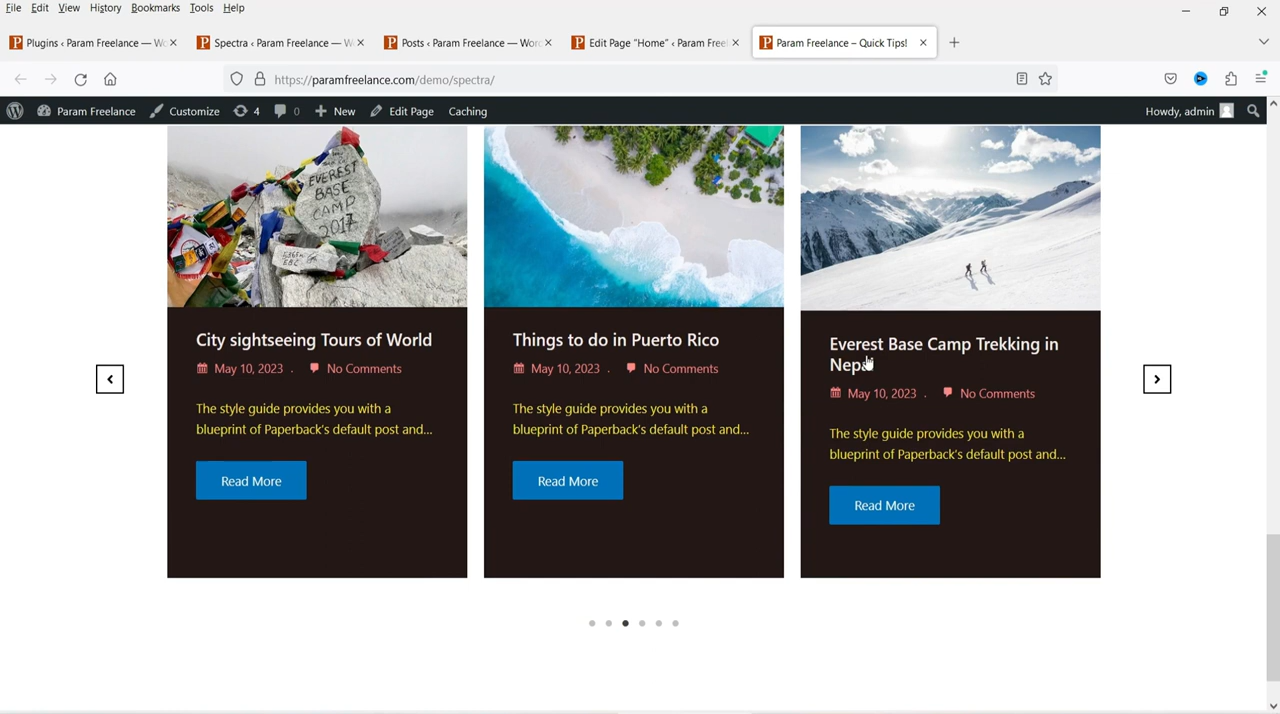 File Edit View History Bookmarks Tools Help
Plugins ‹ Param Freelance — Wo
Spectra ‹ Param Freelance — W
Posts ‹ Param Freelance — Wor
Edit Page "Home" ‹ Param Freel
Param Freelance – Quick Tips!
https://paramfreelance.com/demo/spectra/
Param Freelance Customize 4 0 New Edit Page Caching Howdy, admin
EVEREST
BASE
CAMP
2017
City sightseeing Tours of World
May 10, 2023 . No Comments
The style guide provides you with a
blueprint of Paperback's default post and...
Read More
Things to do in Puerto Rico
May 10, 2023 . No Comments
The style guide provides you with a
blueprint of Paperback's default post and...
Read More
Everest Base Camp Trekking in
Nepal
May 10, 2023 . No Comments
The style guide provides you with a
blueprint of Paperback's default post and...
Read More